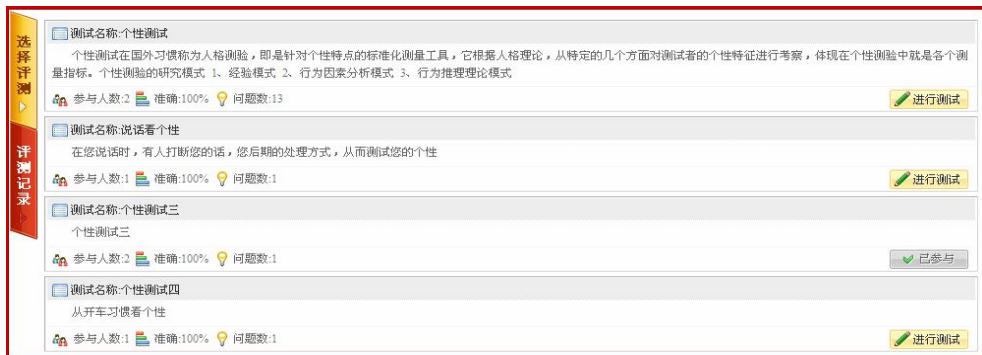 选择评测
评测记录
测试名称:个性测试
个性测试在国外习惯称为人格测验，即是针对个性特点的标准化测量工具，它根据人格理论，从特定的几个方面对测试者的个性特征进行考察，体现在个性测验中就是各个测
量指标。个性测验的研究模式 1、经验模式 2、行为因素分析模式 3、行为推理理论模式
参与人数:2 准确:100% 问题数:13 进行测试
测试名称:说话看个性
在您说话时，有人打断您的话，您后期的处理方式，从而测试您的个性
参与人数:1 准确:100% 问题数:1 进行测试
测试名称:个性测试三
个性测试三
参与人数:2 准确:100% 问题数:1 已参与
测试名称:个性测试四
从开车习惯看个性
参与人数:1 准确:100% 问题数:1 进行测试